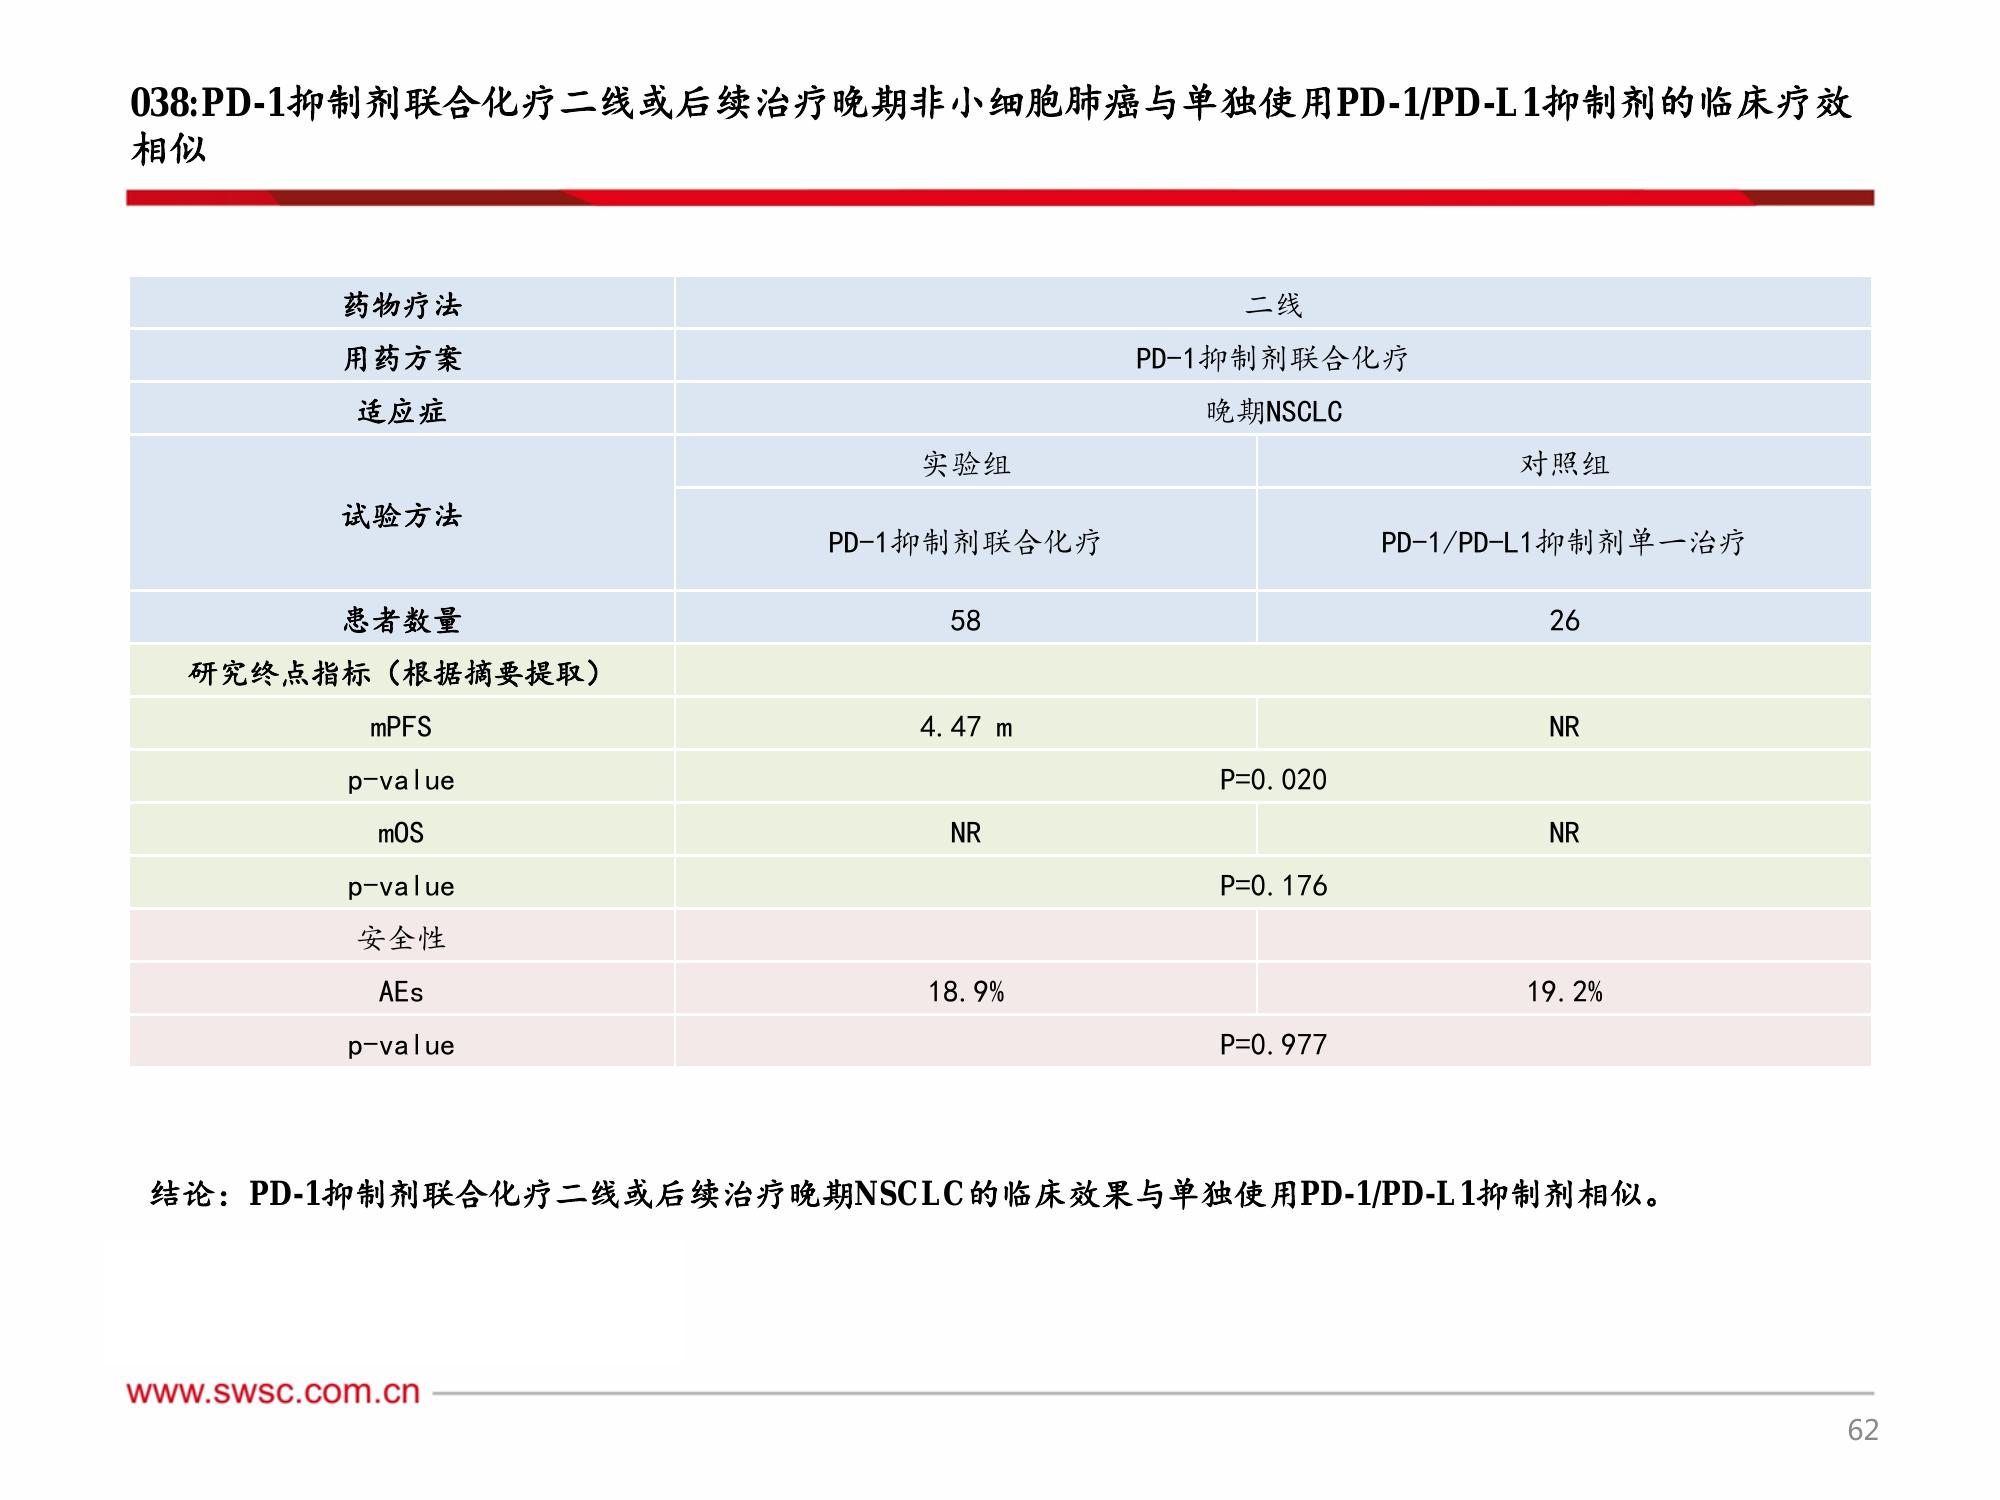 038:PD-1抑制剂联合化疗二线或后续治疗晚期非小细胞肺癌与单独使用PD-1/PD-L1抑制剂的临床疗效
相似
药物疗法 二线
用药方案 PD-1抑制剂联合化疗
适应症 晚期NSCLC
试验方法 实验组 对照组
PD-1抑制剂联合化疗 PD-1/PD-L1抑制剂单一治疗
患者数量 58 26
研究终点指标（根据摘要提取）
mPFS 4.47 m NR
p-value P=0.020
mOS NR NR
p-value P=0.176
安全性
AEs 18.9% 19.2%
p-value P=0.977
结论：PD-1抑制剂联合化疗二线或后续治疗晚期NSCLC的临床效果与单独使用PD-1/PD-L1抑制剂相似。
www.swsc.com.cn
62